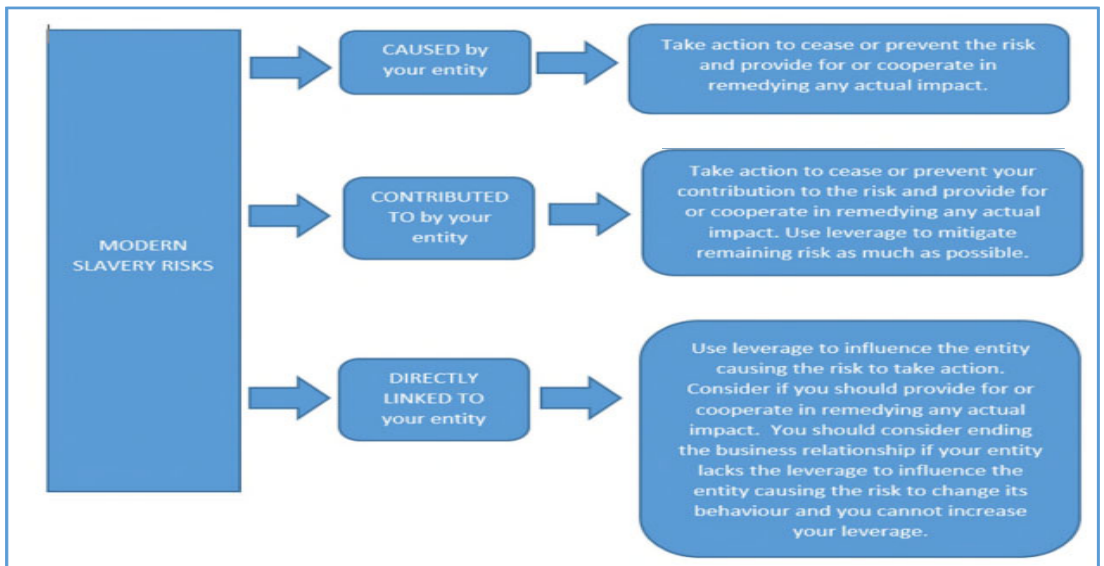 MODERN
SLAVERY RISKS
CAUSED by
your entity
Take action to cease or prevent the risk
and provide for or cooperate in
remedying any actual impact.
CONTRIBUTED
TO by your
entity
Take action to cease or prevent your
contribution to the risk and provide for
or cooperate in remedying any actual
impact. Use leverage to mitigate
remaining risk as much as possible.
DIRECTLY
LINKED TO
your entity
Use leverage to influence the entity
causing the risk to take action.
Consider if you should provide for or
cooperate in remedying any actual
impact.  You should consider ending
the business relationship if your entity
lacks the leverage to influence the
entity causing the risk to change its
behaviour and you cannot increase
your leverage.